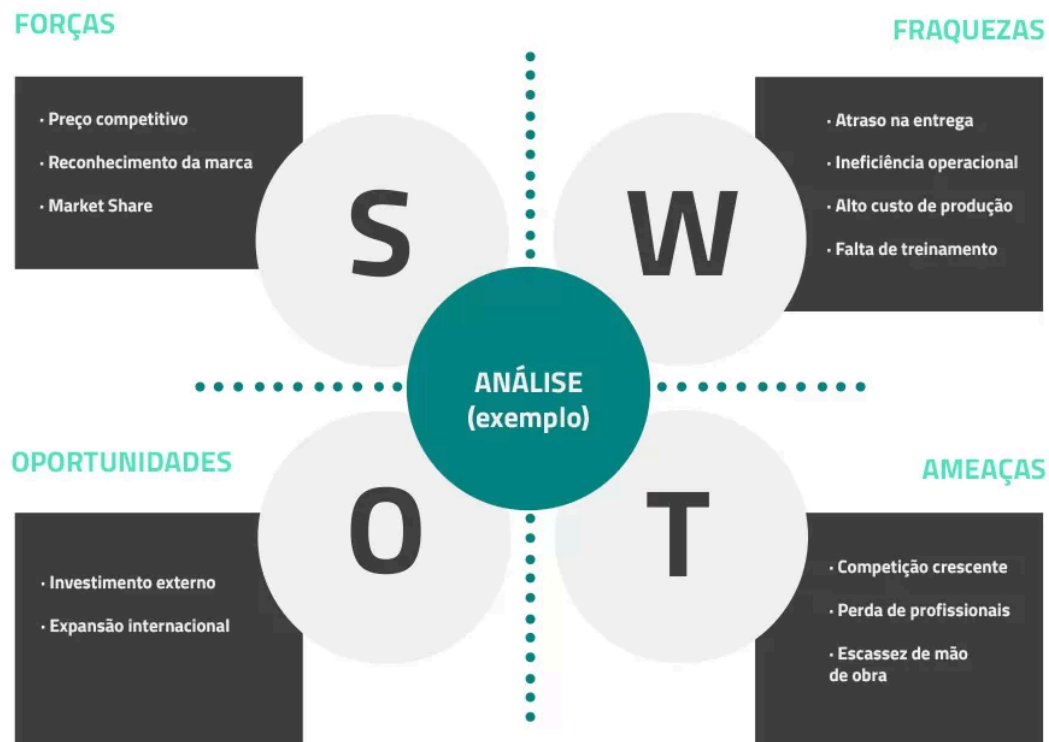 FORÇAS
· Preço competitivo
· Reconhecimento da marca
· Market Share
S
FRAQUEZAS
· Atraso na entrega
· Ineficiência operacional
· Alto custo de produção
· Falta de treinamento
W
ANÁLISE
(exemplo)
OPORTUNIDADES
· Investimento externo
· Expansão internacional
O
AMEAÇAS
· Competição crescente
· Perda de profissionais
· Escassez de mão
de obra
T